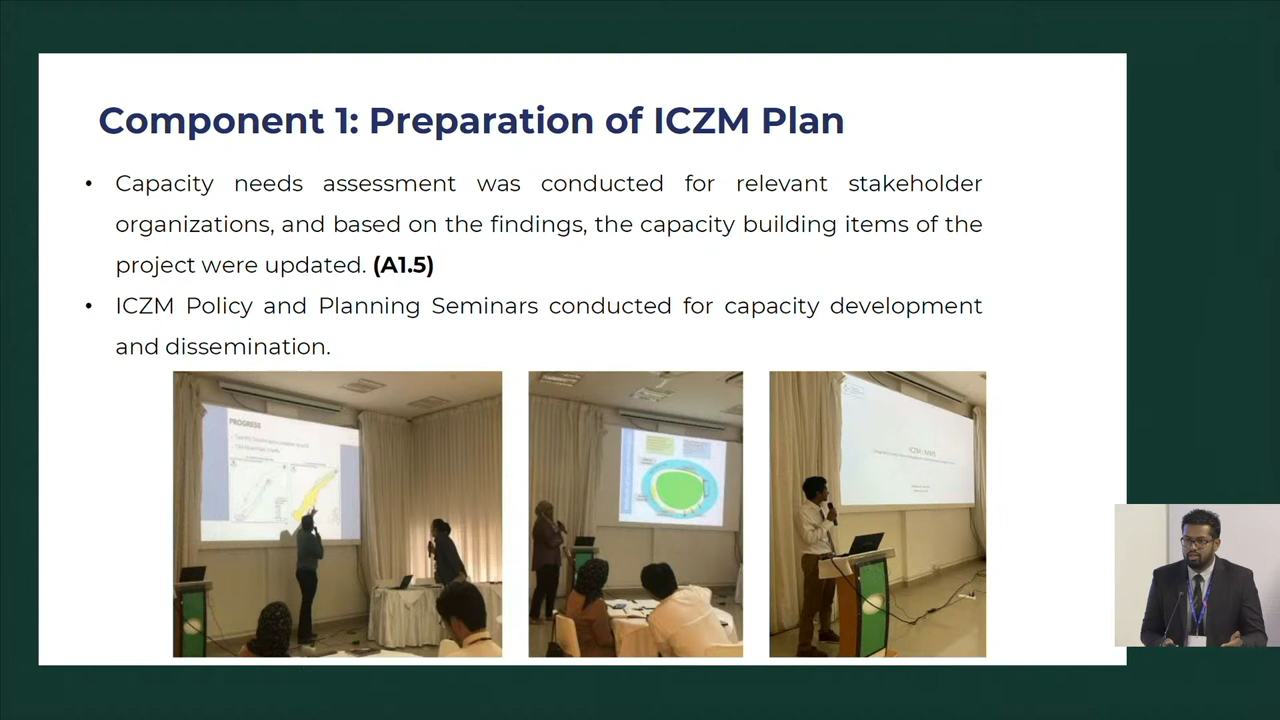 Component 1: Preparation of ICZM Plan
• Capacity needs assessment was conducted for relevant stakeholder
organizations, and based on the findings, the capacity building items of the
project were updated. (A1.5)
• ICZM Policy and Planning Seminars conducted for capacity development
and dissemination.
PROGRESS